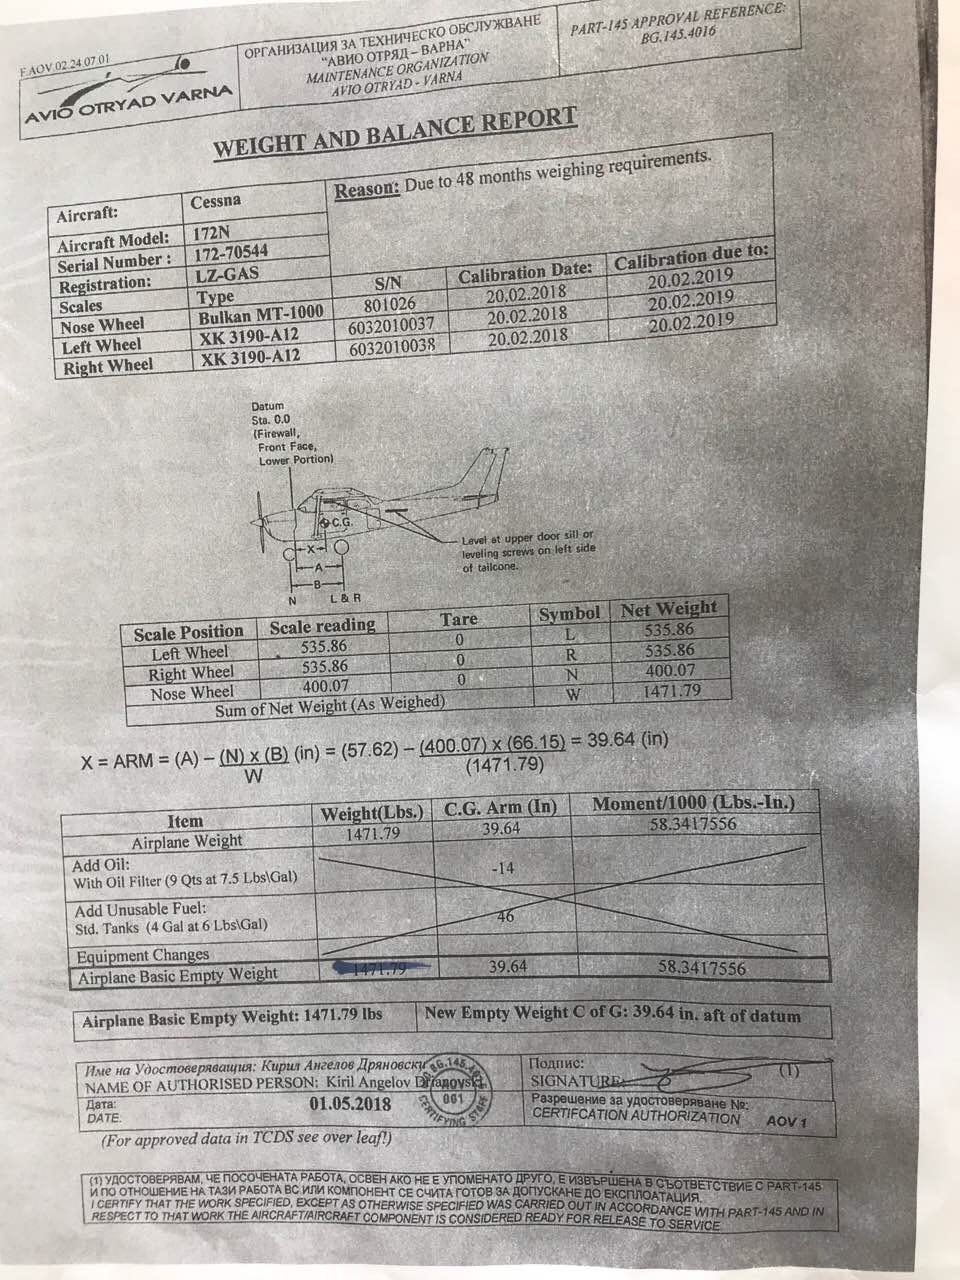 F.AOV.02.24.07.01
AVIO OTRYAD VARNA
ОРГАНИЗАЦИЯ ЗА ТЕХНИЧЕСКО ОБСЛУЖВАНЕ
"АВИО ОТРЯД – ВАРНА"
MAINTENANCE ORGANIZATION
AVIO OTRYAD - VARNA
PART-145 APPROVAL REFERENCE:
BG.145.4016
WEIGHT AND BALANCE REPORT
Aircraft: Cessna
Reason: Due to 48 months weighing requirements.
Aircraft Model: 172N
Serial Number : 172-70544
Registration: LZ-GAS
Scales Type S/N Calibration Date: Calibration due to:
Nose Wheel Bulkan MT-1000 801026 20.02.2018 20.02.2019
Left Wheel XK 3190-A12 6032010037 20.02.2018 20.02.2019
Right Wheel XK 3190-A12 6032010038 20.02.2018 20.02.2019
Datum
Sta. 0.0
(Firewall,
Front Face,
Lower Portion)
C.G.
X
A
B
N L & R
Level at upper door sill or
leveling screws on left side
of tailcone.
Scale Position Scale reading Tare Symbol Net Weight
Left Wheel 535.86 0 L 535.86
Right Wheel 535.86 0 R 535.86
Nose Wheel 400.07 0 N 400.07
Sum of Net Weight (As Weighed) W 1471.79
X = ARM = (A) – (N) x (B) (in) = (57.62) – (400.07) x (66.15) = 39.64 (in)
W (1471.79)
Item Weight(Lbs.) C.G. Arm (In) Moment/1000 (Lbs.-In.)
Airplane Weight 1471.79 39.64 58.3417556
Add Oil:
With Oil Filter (9 Qts at 7.5 Lbs\Gal) -14
Add Unusable Fuel:
Std. Tanks (4 Gal at 6 Lbs\Gal) 46
Equipment Changes
Airplane Basic Empty Weight 1471.79 39.64 58.3417556
Airplane Basic Empty Weight: 1471.79 lbs New Empty Weight C of G: 39.64 in. aft of datum
Име на Удостоверяващия: Кирил Ангелов Дряновски
NAME OF AUTHORISED PERSON: Kiril Angelov Drianovski
Дата:
DATE: 01.05.2018
BG.145.4016
001
CERTIFYING STAFF
Подпис:
SIGNATURE: (1)
Разрешение за удостоверяване №:
CERTIFCATION AUTHORIZATION AOV 1
(For approved data in TCDS see over leaf!)
(1) УДОСТОВЕРЯВАМ, ЧЕ ПОСОЧЕНАТА РАБОТА, ОСВЕН АКО НЕ Е УПОМЕНАТО ДРУГО, Е ИЗВЪРШЕНА В СЪОТВЕТСТВИЕ С PART-145
И ПО ОТНОШЕНИЕ НА ТАЗИ РАБОТА ВС ИЛИ КОМПОНЕНТ СЕ СЧИТА ГОТОВ ЗА ДОПУСКАНЕ ДО ЕКСПЛОАТАЦИЯ.
I CERTIFY THAT THE WORK SPECIFIED, EXCEPT AS OTHERWISE SPECIFIED WAS CARRIED OUT IN ACCORDANCE WITH PART-145 AND IN
RESPECT TO THAT WORK THE AIRCRAFT/AIRCRAFT COMPONENT IS CONSIDERED READY FOR RELEASE TO SERVICE